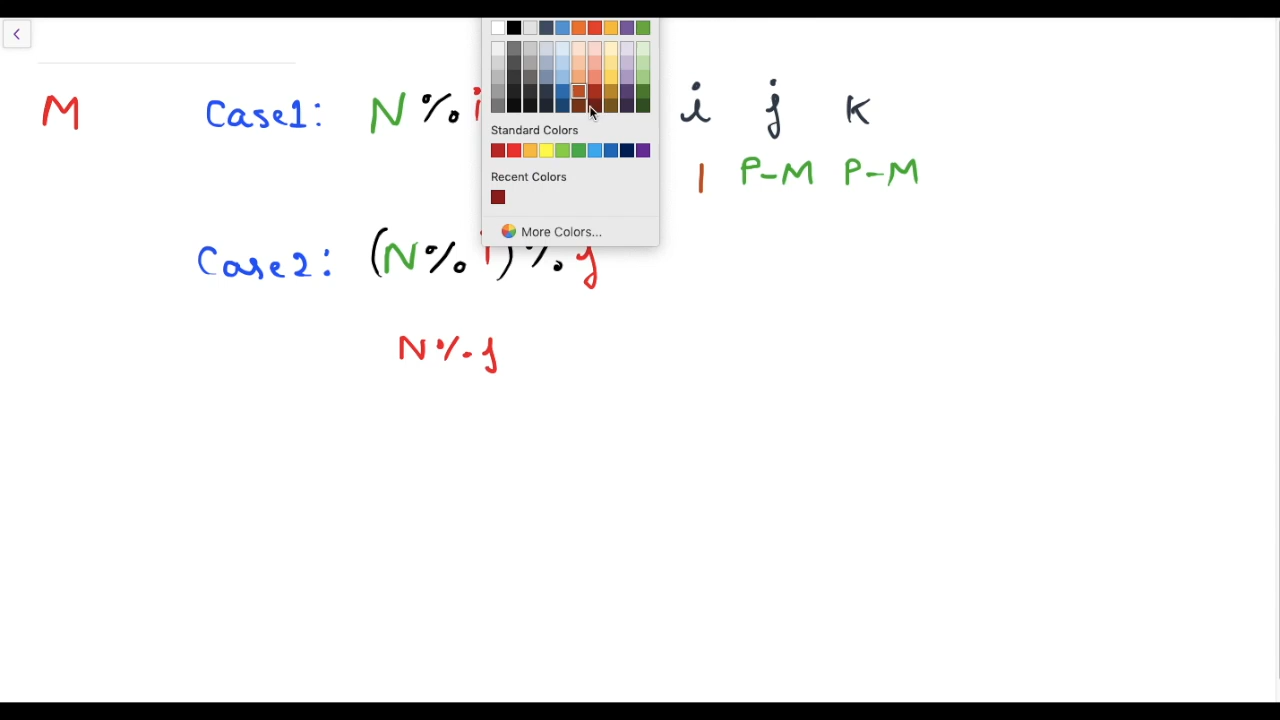 M Case1: N % i i j k
Standard Colors
1 P-M P-M
Recent Colors
More Colors...
Case2: (N % i) % j
N % j